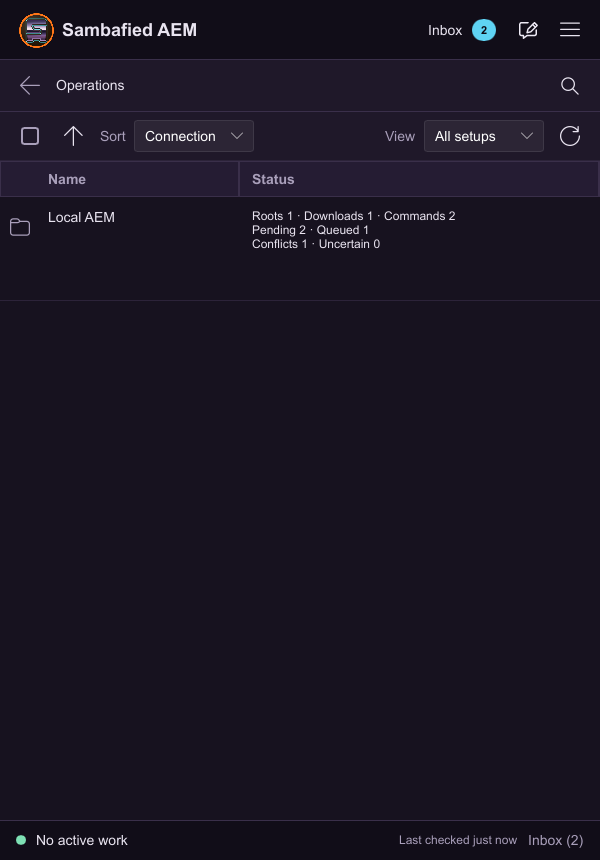 Sambafied AEM
Inbox 2
Operations
Sort Connection View All setups
Name Status
Local AEM
Roots 1 · Downloads 1 · Commands 2
Pending 2 · Queued 1
Conflicts 1 · Uncertain 0
No active work
Last checked just now Inbox (2)